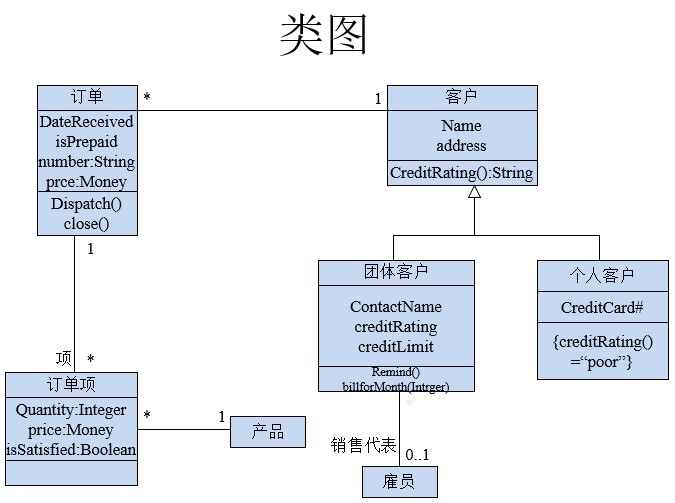 类图
订单
DateReceived
isPrepaid
number:String
prce:Money
Dispatch()
close()
*
1
客户
Name
address
CreditRating():String
1
项
*
团体客户
ContactName
creditRating
creditLimit
Remind()
billforMonth(Intrger)
个人客户
CreditCard#
{creditRating()
=“poor”}
订单项
Quantity:Integer
price:Money
isSatisfied:Boolean
*
1
产品
*
销售代表
0..1
雇员